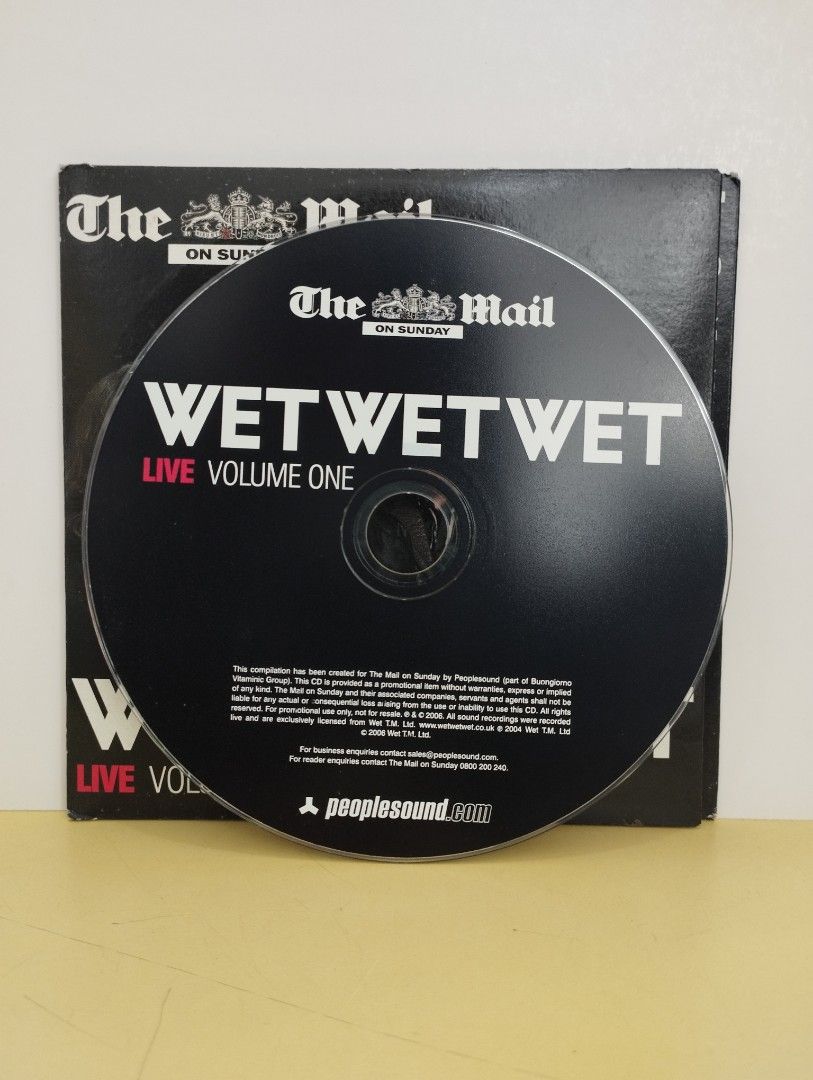 The Mail
ON SUN
The Mail
ON SUNDAY
WET WET WET
LIVE VOLUME ONE
This compilation has been created for The Mail on Sunday by Peoplesound (part of Buongiorno
Vitaminic Group). This CD is provided as a promotional item without warranties, express or implied
of any kind. The Mail on Sunday and their associated companies, servants and agents shall not be
liable for any actual or consequential loss arising from the use or inability to use this CD. All rights
reserved. For promotional use only, not for resale. ℗ & © 2006. All sound recordings were recorded
live and are exclusively licensed from Wet T.M. Ltd. www.wetwetwet.co.uk ℗ 2004 Wet T.M. Ltd
© 2006 Wet T.M. Ltd.
For business enquiries contact sales@peoplesound.com.
For reader enquiries contact The Mail on Sunday 0800 200 240.
peoplesound.com
W T
LIVE VOL